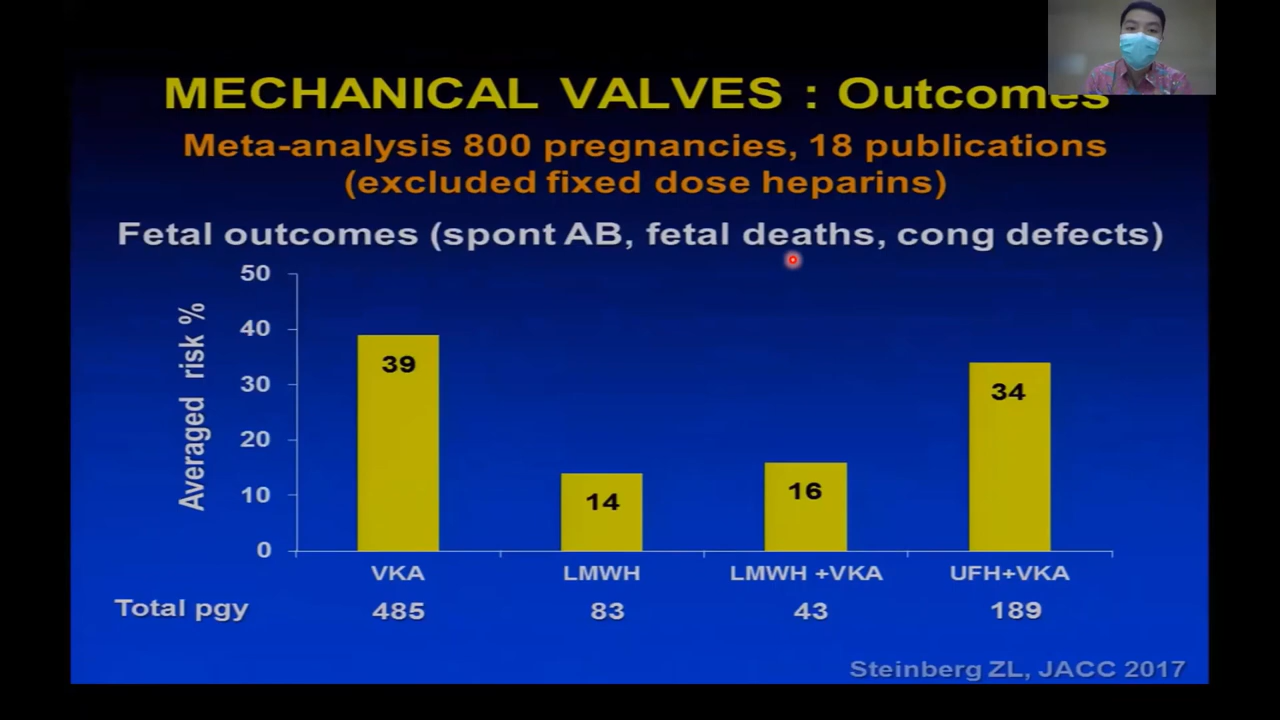 MECHANICAL VALVES : Outcomes
Meta-analysis 800 pregnancies, 18 publications
(excluded fixed dose heparins)
Fetal outcomes (spont AB, fetal deaths, cong defects)
Averaged risk %
50
40
30
20
10
0
39
14
16
34
VKA LMWH LMWH +VKA UFH+VKA
Total pgy 485 83 43 189
Steinberg ZL, JACC 2017